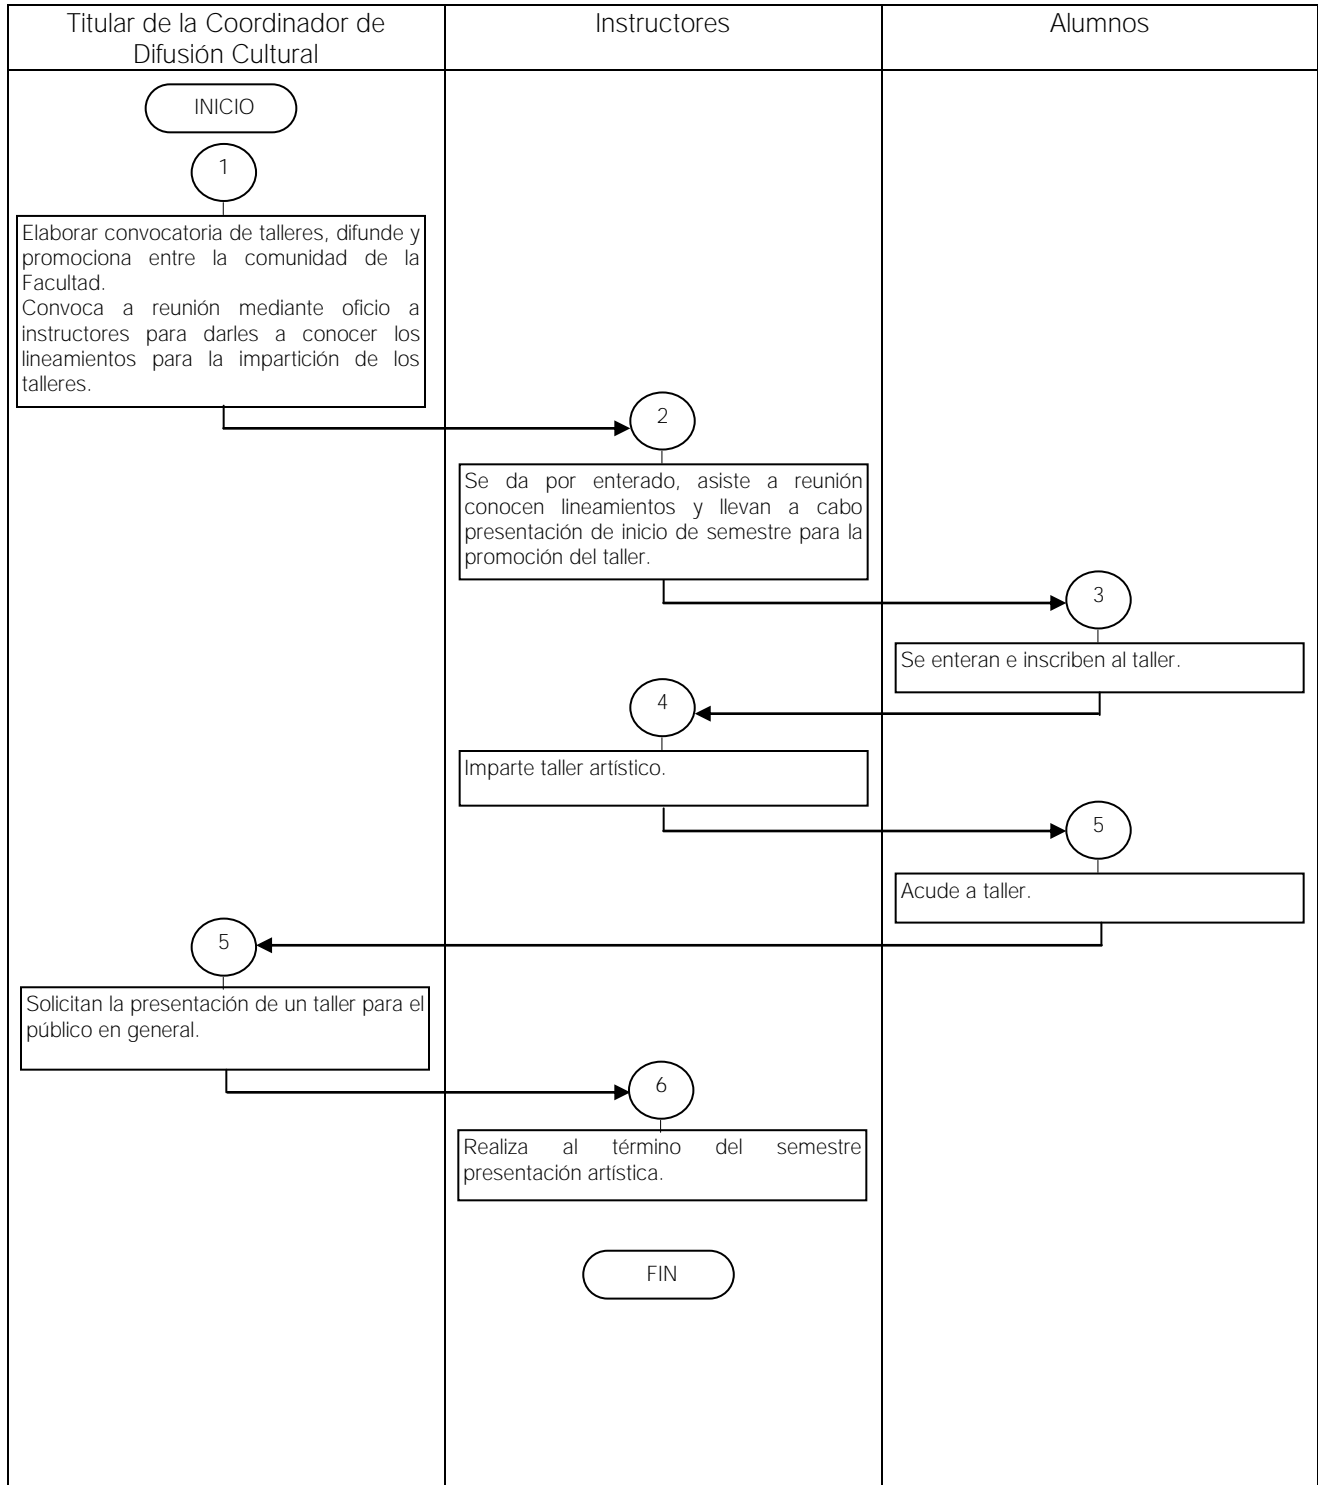 Titular de la Coordinador de
Difusión Cultural
Instructores
Alumnos
INICIO
1
Elaborar convocatoria de talleres, difunde y
promociona entre la comunidad de la
Facultad.
Convoca a reunión mediante oficio a
instructores para darles a conocer los
lineamientos para la impartición de los
talleres.
2
Se da por enterado, asiste a reunión
conocen lineamientos y llevan a cabo
presentación de inicio de semestre para la
promoción del taller.
3
Se enteran e inscriben al taller.
4
Imparte taller artístico.
5
Acude a taller.
5
Solicitan la presentación de un taller para el
público en general.
6
Realiza al término del semestre
presentación artística.
FIN